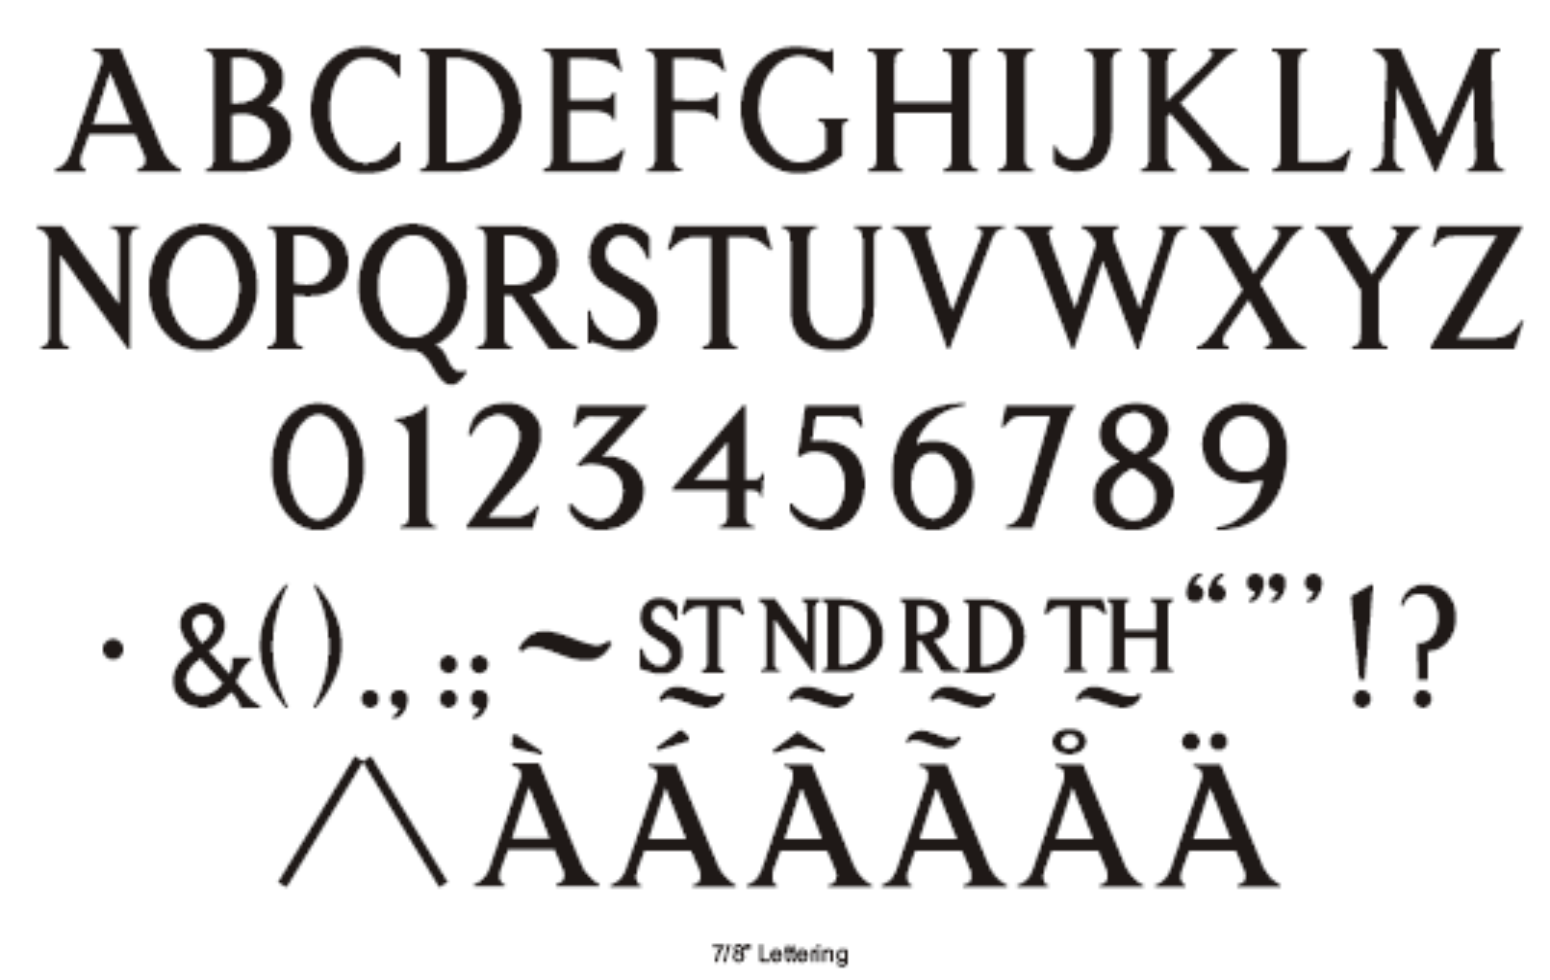 ABCDEFGHIJKLM
NOPQRSTUVWXYZ
0123456789
· &().,:;~ ST ND RD TH “ ” ’ !?
/\ÀÁÂÃÅÄ
7/8" Lettering